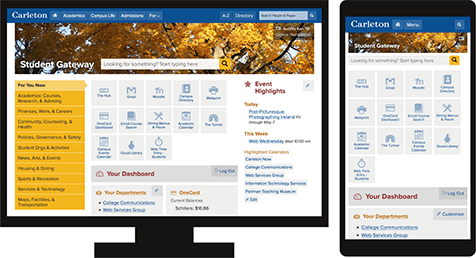 Carleton
Academics
Campus Life
Admissions
For
A-Z
Directory
Search People & Pages
Student Gateway
Looking for something? Start typing here
For You Now
Academics: Courses, Research, & Advising
Finances, Work, & Careers
Community, Counseling, & Health
Policies, Governance, & Safety
Student Orgs & Activities
News, Arts, & Events
Housing & Dining
Sports & Recreation
Services & Technology
Maps, Facilities, & Transportation
The Hub
Gmail
Moodle
Campus Directory
Webprint
OneCard Dashboard
Enroll Course Search
Dining Menus & Hours
Academic Calendar
The Tunnel
Campus Events Calendar
Gould Library
Web Time Entry - Students
Event Highlights
Today
Post-Picturesque: Photographing Ireland Fri through May 7
This Week
Web Wednesday Wed 10:00 am
Highlighted Calendars
Carleton Now
College Communications
Web Services Group
Information Technology Services
Perlman Teaching Museum
Edit
Your Dashboard
Log Out
Your Departments
College Communications
Web Services Group
OneCard
Current Balances
Schillers: $16.86
Carleton
Menu
Student Gateway
Looking for something? Start typing here
The Hub
Gmail
Moodle
Campus Directory
Webprint
OneCard Dashboard
Enroll Course Search
Dining Menus & Hours
Academic Calendar
The Tunnel
Campus Events Calendar
Gould Library
Web Time Entry - Students
Your Dashboard
Log Out
Customize
Your Departments
College Communications
Web Services Group